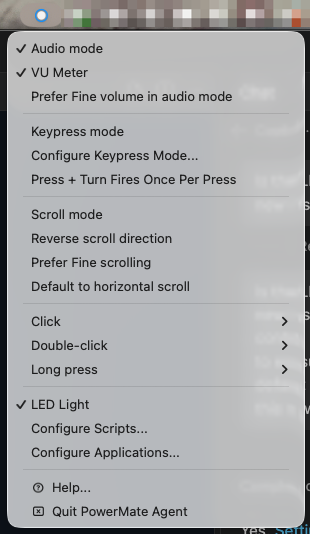 Audio mode
VU Meter
Prefer Fine volume in audio mode
Keypress mode
Configure Keypress Mode...
Press + Turn Fires Once Per Press
Scroll mode
Reverse scroll direction
Prefer Fine scrolling
Default to horizontal scroll
Click
Double-click
Long press
LED Light
Configure Scripts...
Configure Applications...
Help...
Quit PowerMate Agent
Yes.